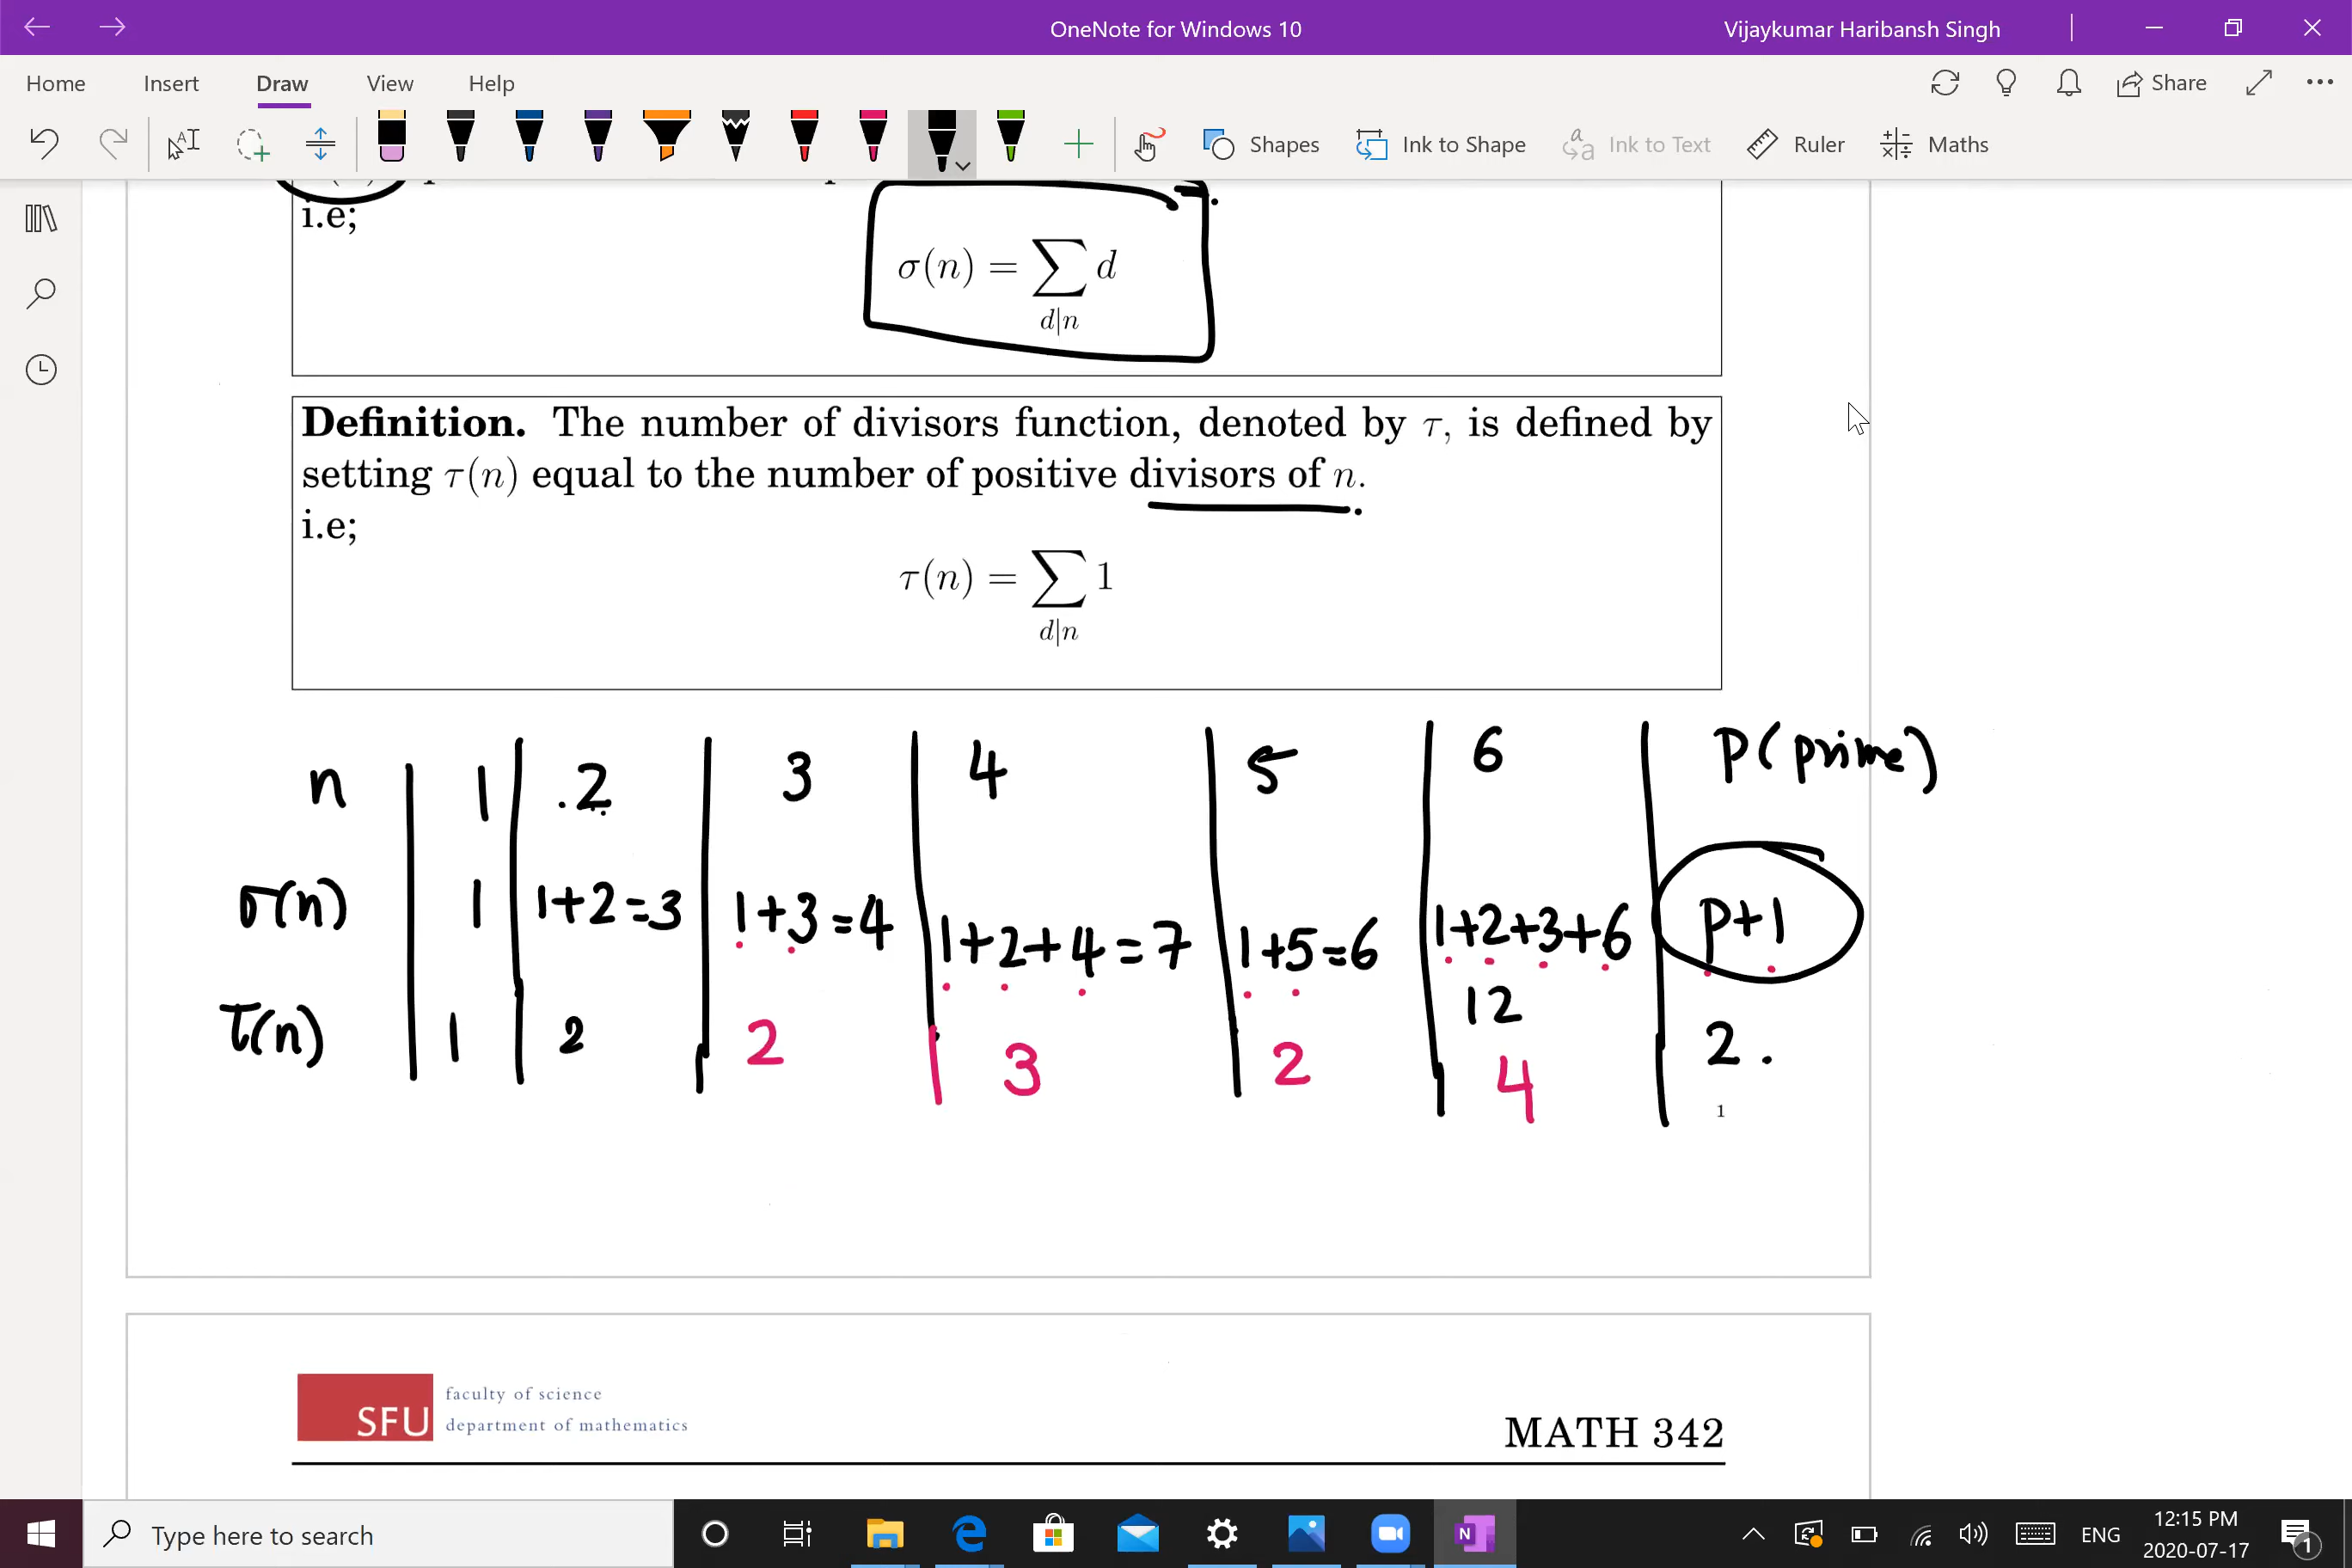 OneNote for Windows 10 Vijaykumar Haribansh Singh
Home Insert Draw View Help Share
Shapes Ink to Shape Ink to Text Ruler Maths
i.e;
σ(n) = ∑ d
d|n
Definition. The number of divisors function, denoted by τ, is defined by
setting τ(n) equal to the number of positive divisors of n.
i.e;
τ(n) = ∑ 1
d|n
n | 1 | .2 | 3 | 4 | 5 | 6 | P(prime)
σ(n) | 1 | 1+2=3 | 1+3=4 | 1+2+4=7 | 1+5=6 | 1+2+3+6 | P+1
12
τ(n) | 1 | 2 | 2 | 3 | 2 | 4 | 2.
1
SFU faculty of science
department of mathematics
MATH 342
Type here to search
N ENG 12:15 PM
2020-07-17 1